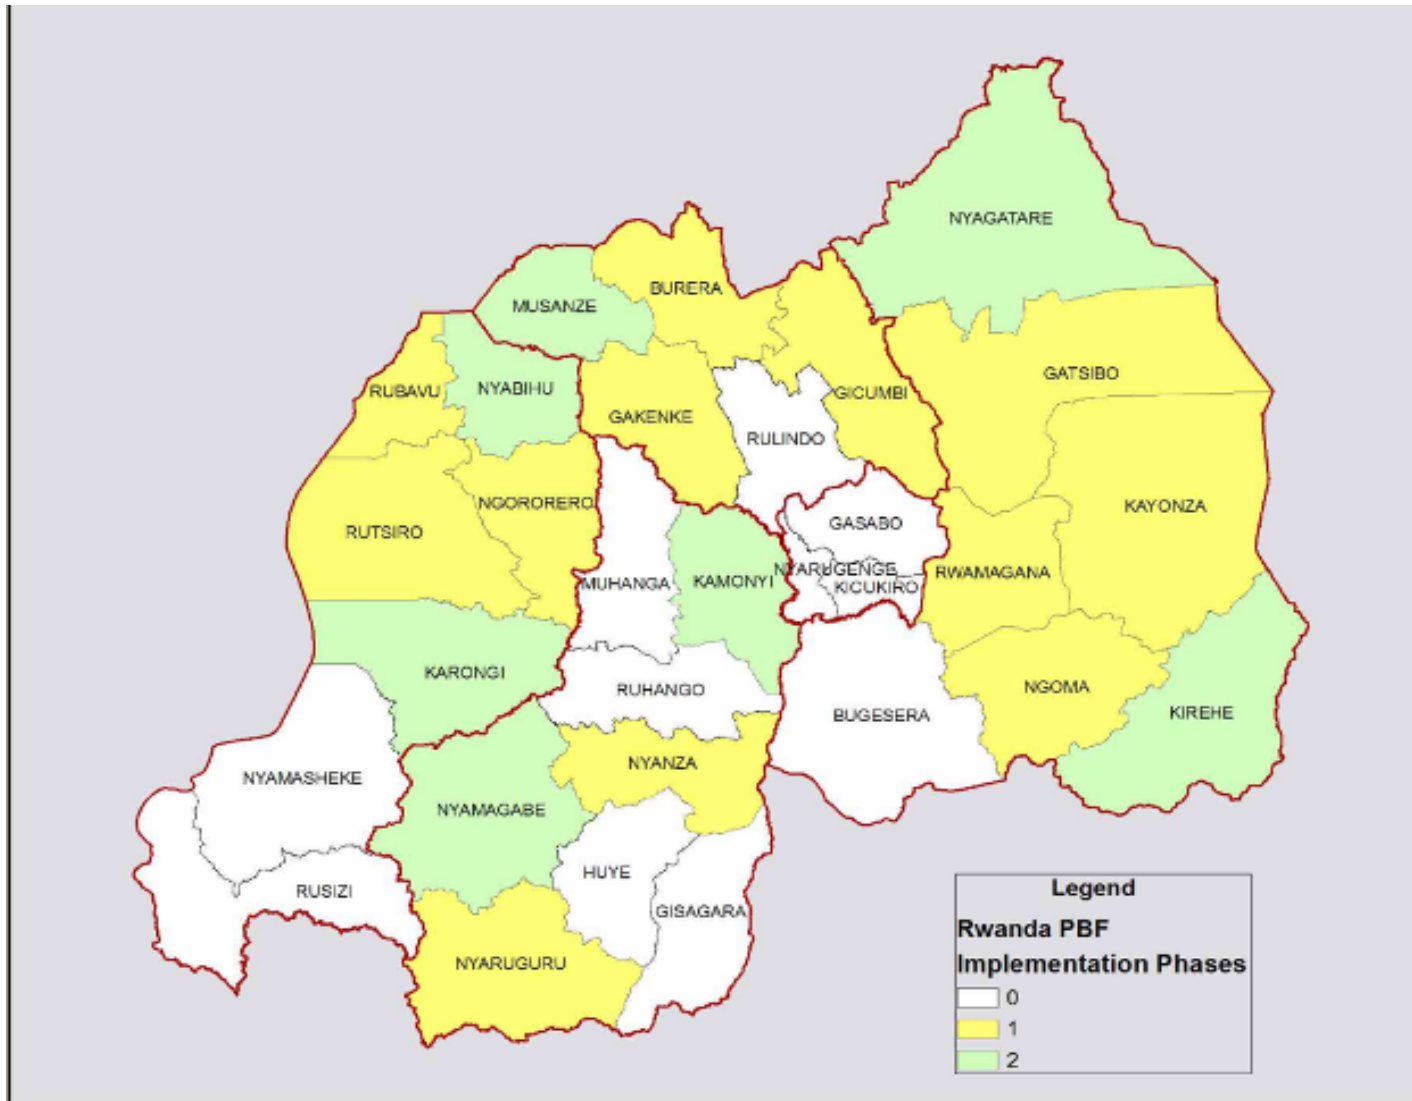 NYAGATARE
BURERA
MUSANZE
GATSIBO
NYABIHU
RUBAVU
GICUMBI
GAKENKE
RULINDO
NGORORERO
KAYONZA
GASABO
RUTSIRO
NYARUGENGE
RWAMAGANA
KAMONYI
MUHANGA
KICUKIRO
KARONGI
NGOMA
RUHANGO
KIREHE
BUGESERA
NYANZA
NYAMASHEKE
NYAMAGABE
HUYE
RUSIZI
GISAGARA
NYARUGURU
Legend
Rwanda PBF
Implementation Phases
0
1
2